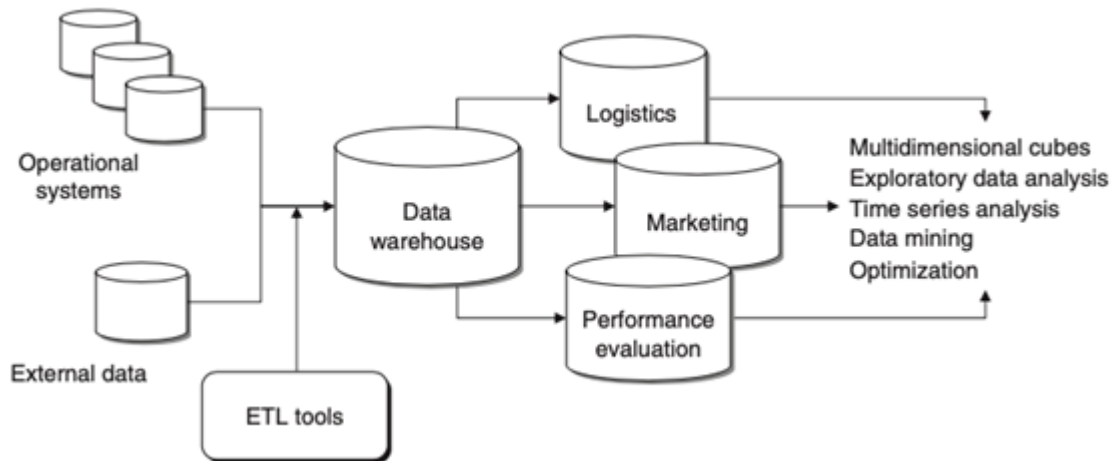 Operational
systems
External data
ETL tools
Data
warehouse
Logistics
Marketing
Performance
evaluation
Multidimensional cubes
Exploratory data analysis
Time series analysis
Data mining
Optimization